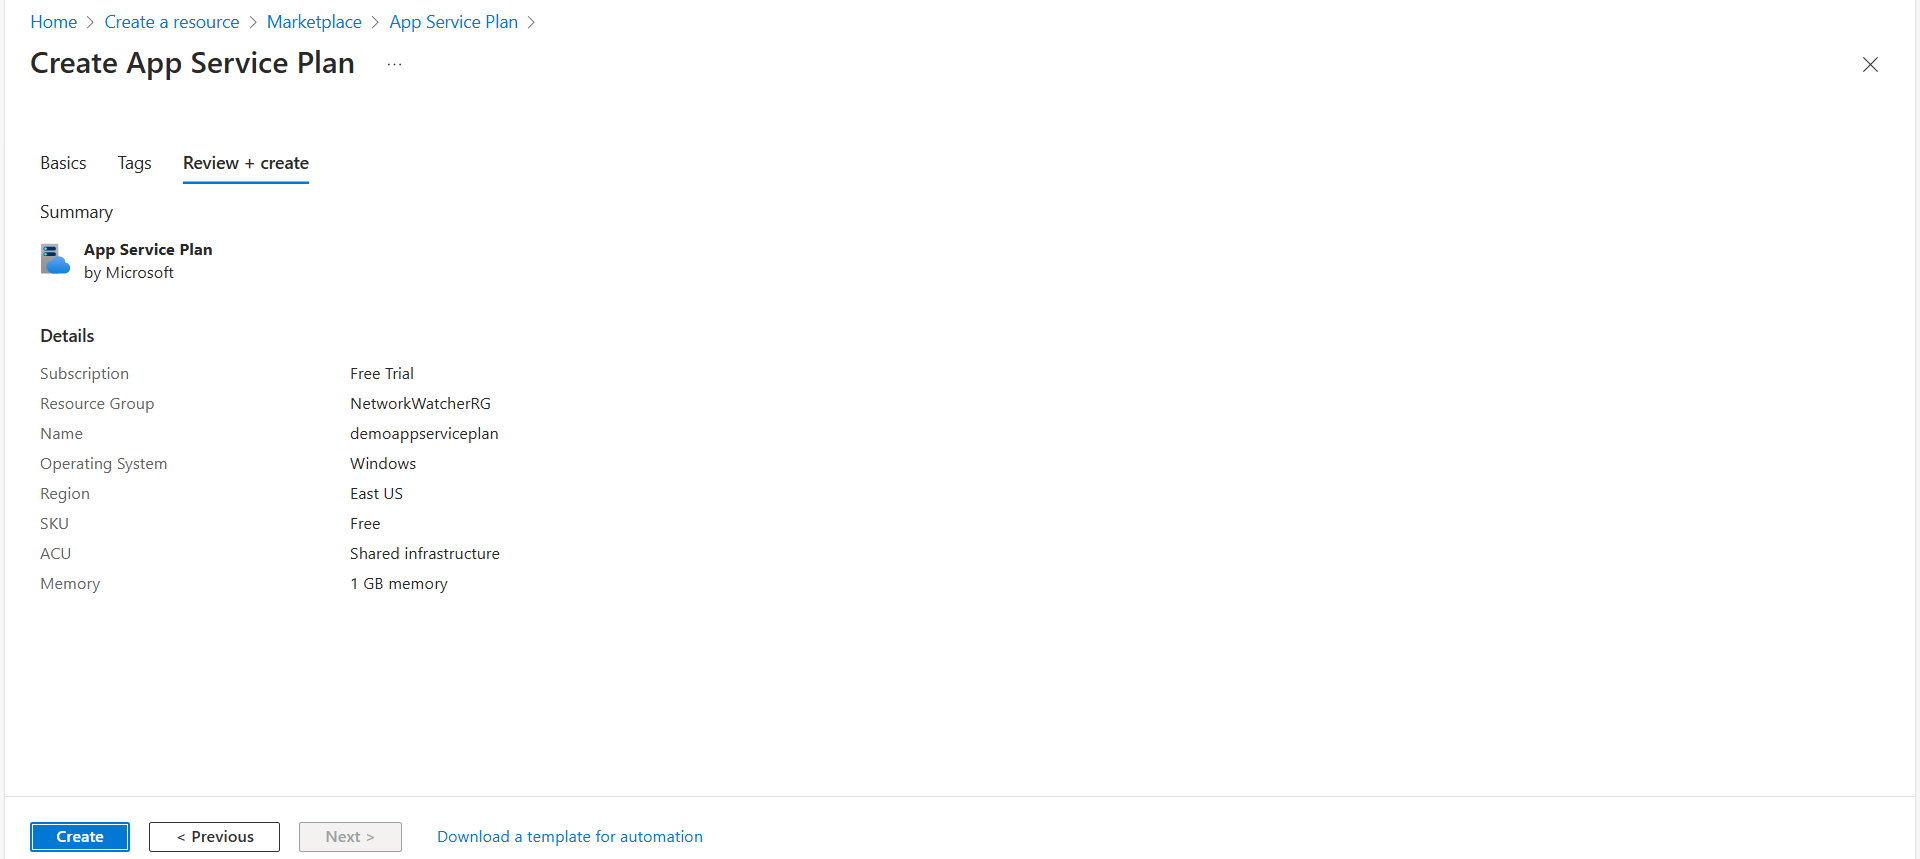 Home > Create a resource > Marketplace > App Service Plan >
Create App Service Plan ...
Basics Tags Review + create
Summary
App Service Plan
by Microsoft
Details
Subscription Free Trial
Resource Group NetworkWatcherRG
Name demoappserviceplan
Operating System Windows
Region East US
SKU Free
ACU Shared infrastructure
Memory 1 GB memory
Create < Previous Next > Download a template for automation